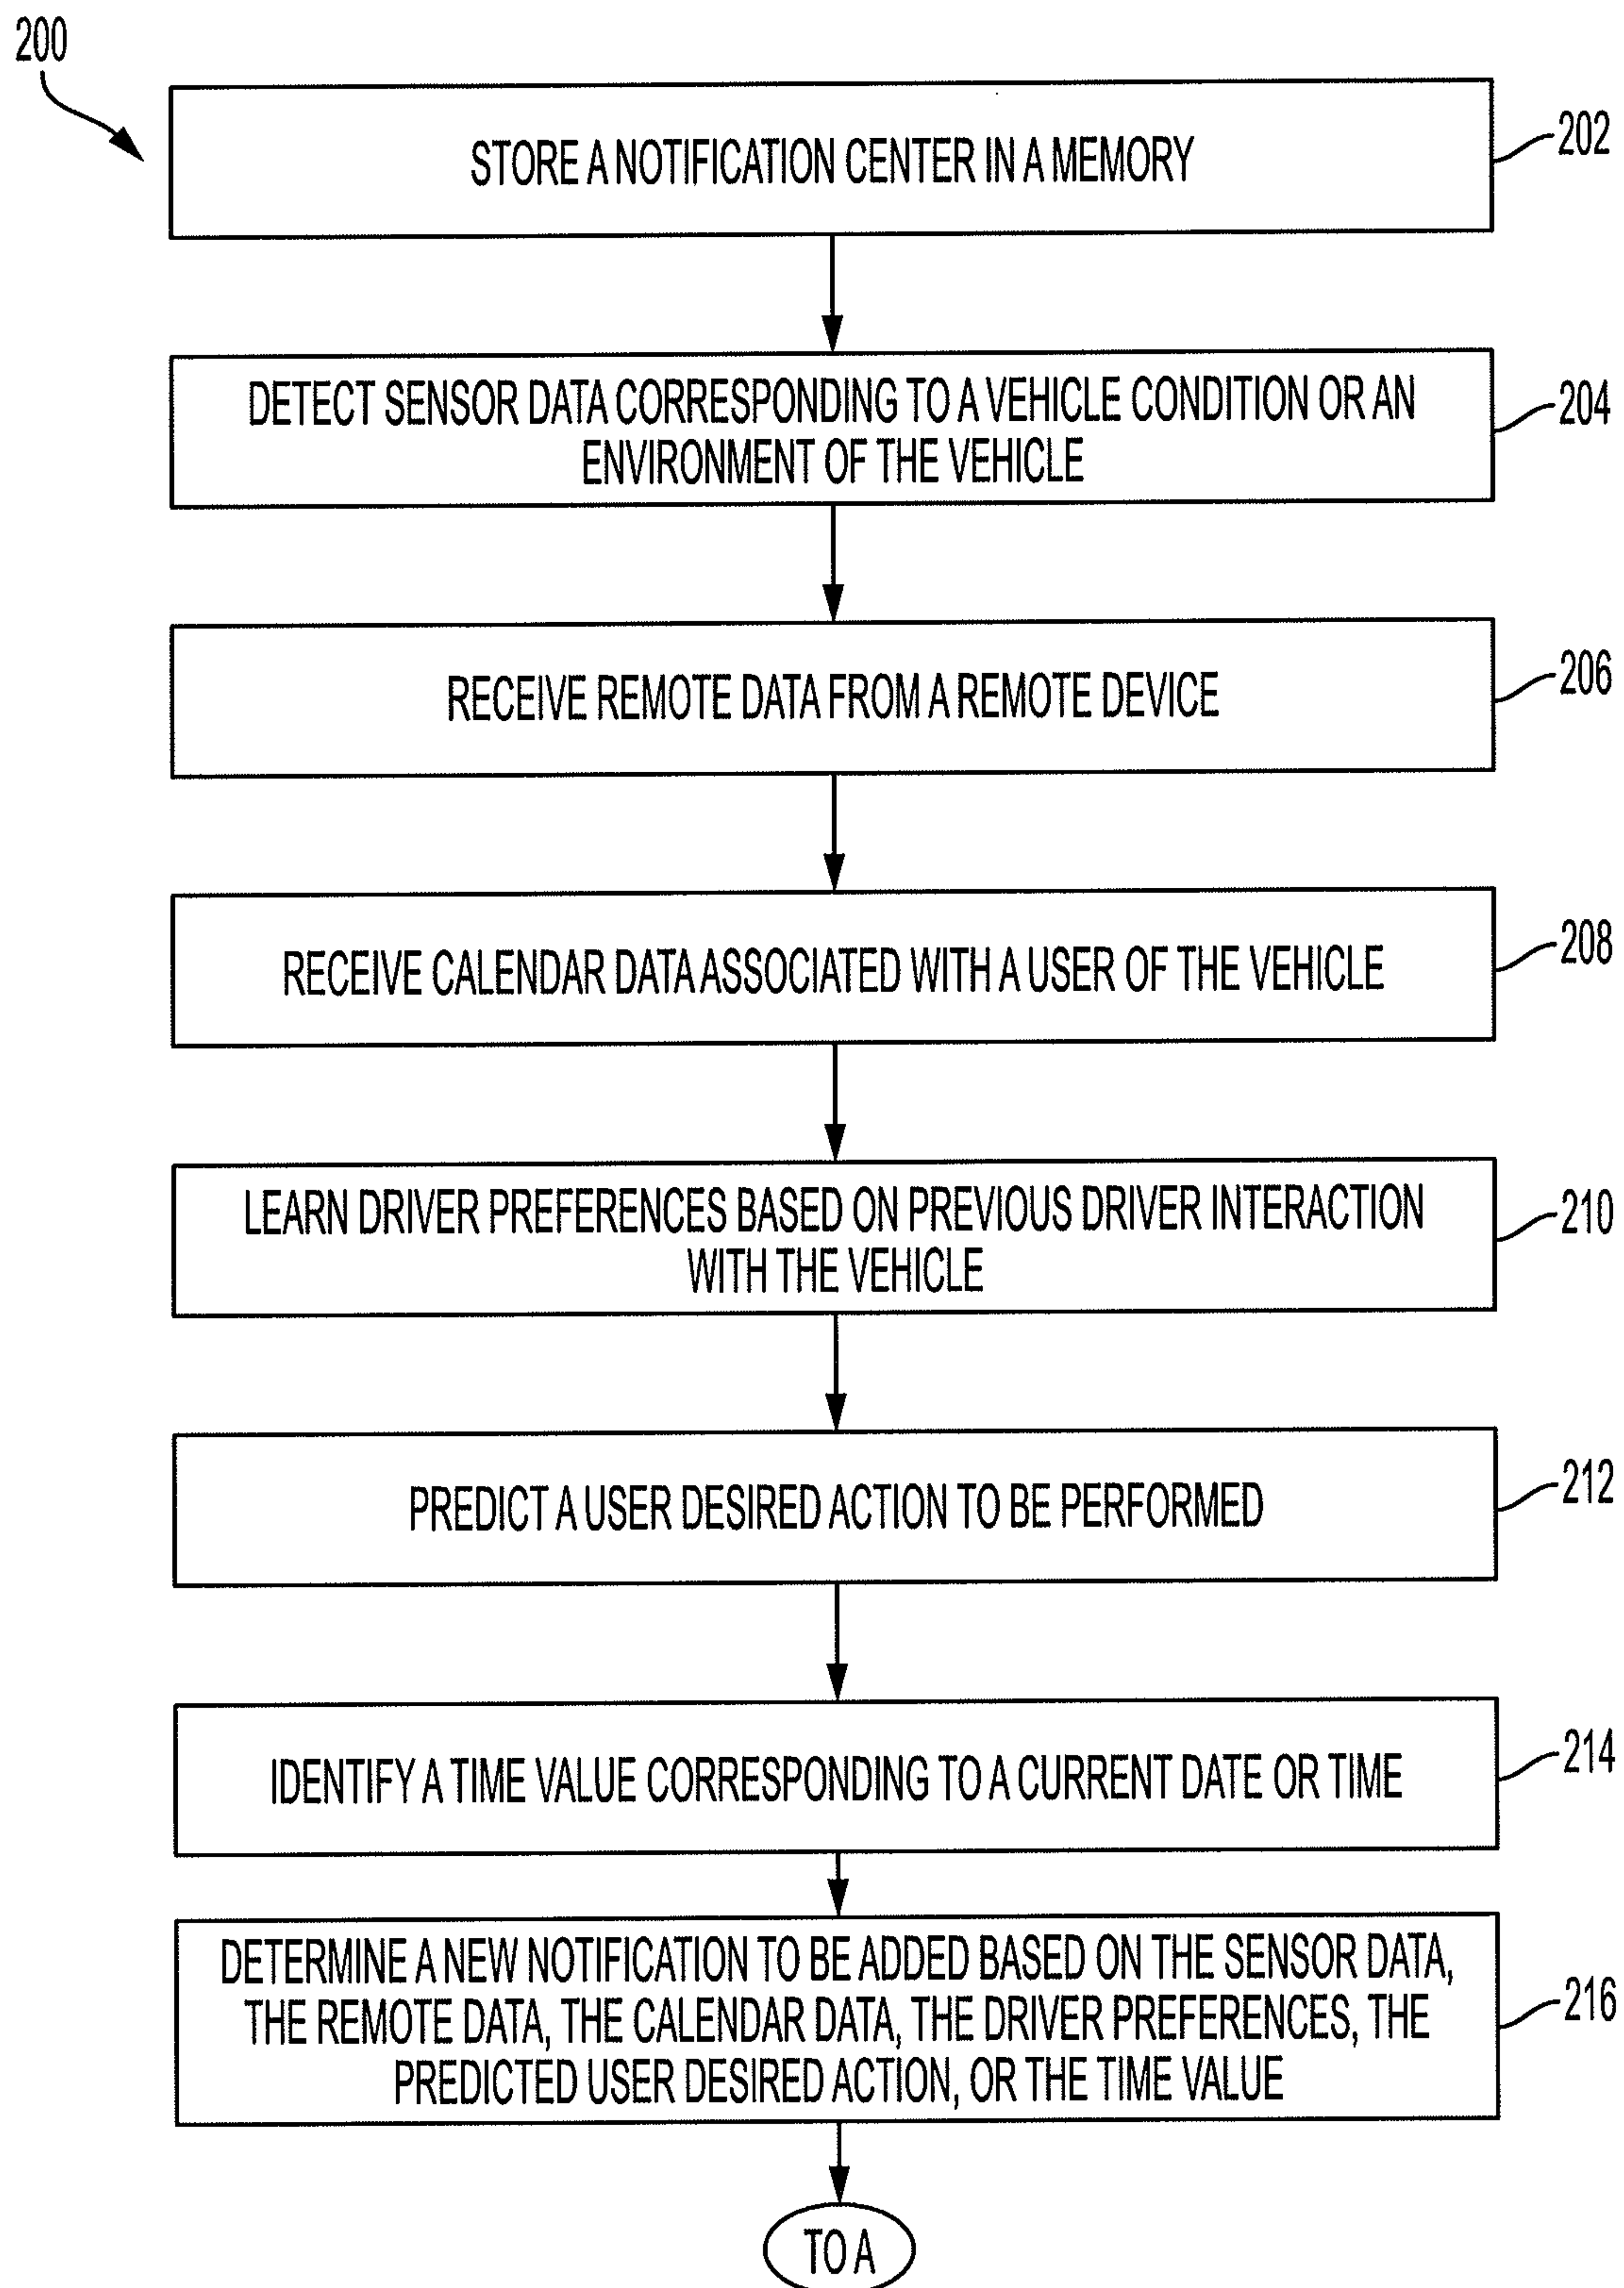 200
STORE A NOTIFICATION CENTER IN A MEMORY
202
DETECT SENSOR DATA CORRESPONDING TO A VEHICLE CONDITION OR AN
ENVIRONMENT OF THE VEHICLE
204
RECEIVE REMOTE DATA FROM A REMOTE DEVICE
206
RECEIVE CALENDAR DATA ASSOCIATED WITH A USER OF THE VEHICLE
208
LEARN DRIVER PREFERENCES BASED ON PREVIOUS DRIVER INTERACTION
WITH THE VEHICLE
210
PREDICT A USER DESIRED ACTION TO BE PERFORMED
212
IDENTIFY A TIME VALUE CORRESPONDING TO A CURRENT DATE OR TIME
214
DETERMINE A NEW NOTIFICATION TO BE ADDED BASED ON THE SENSOR DATA,
THE REMOTE DATA, THE CALENDAR DATA, THE DRIVER PREFERENCES, THE
PREDICTED USER DESIRED ACTION, OR THE TIME VALUE
216
TO A